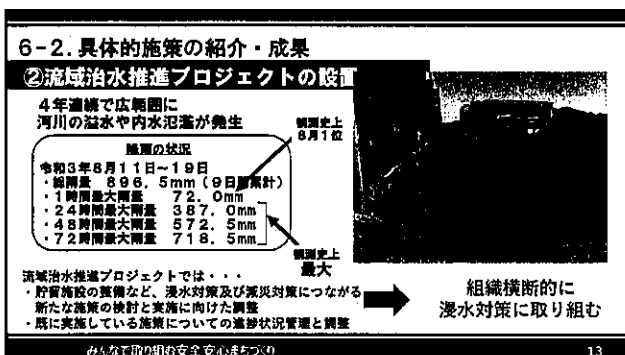 6-2.具体的施策の紹介・成果
②流域治水推進プロジェクトの設置
4年連続で広範囲に
河川の溢水や内水氾濫が発生
観測史上
8月1位
降雨の状況
令和3年8月11日~19日
・総雨量 896.5mm(9日間累計)
・1時間最大雨量 72.0mm
・24時間最大雨量 387.0mm
・48時間最大雨量 572.5mm
・72時間最大雨量 718.5mm
観測史上
最大
流域治水推進プロジェクトでは・・・
・貯留施設の整備など、浸水対策及び減災対策につながる
新たな施策の検討と実施に向けた調整
・既に実施している施策についての進捗状況管理と調整
組織横断的に
浸水対策に取り組む
みんなで取り組む安全安心まちづくり
13